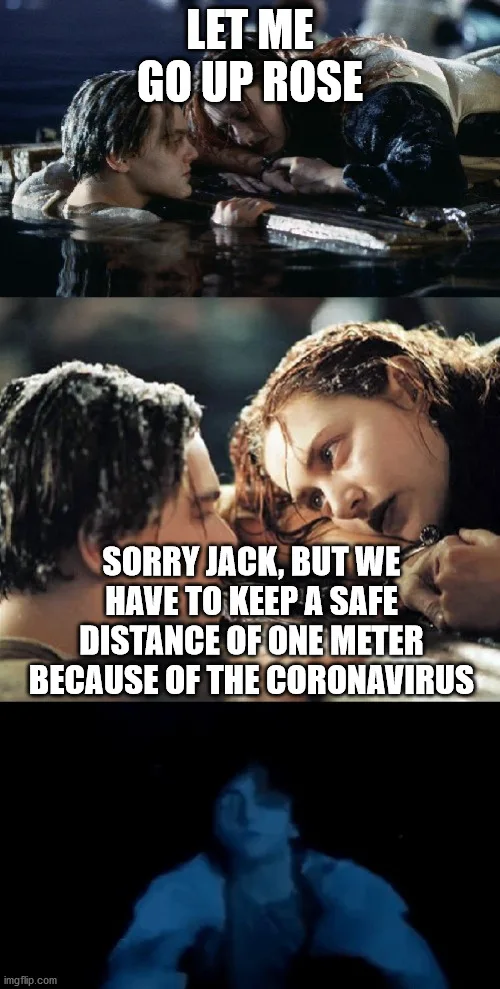 LET ME
GO UP ROSE
SORRY JACK, BUT WE
HAVE TO KEEP A SAFE
DISTANCE OF ONE METER
BECAUSE OF THE CORONAVIRUS
imgflip.com